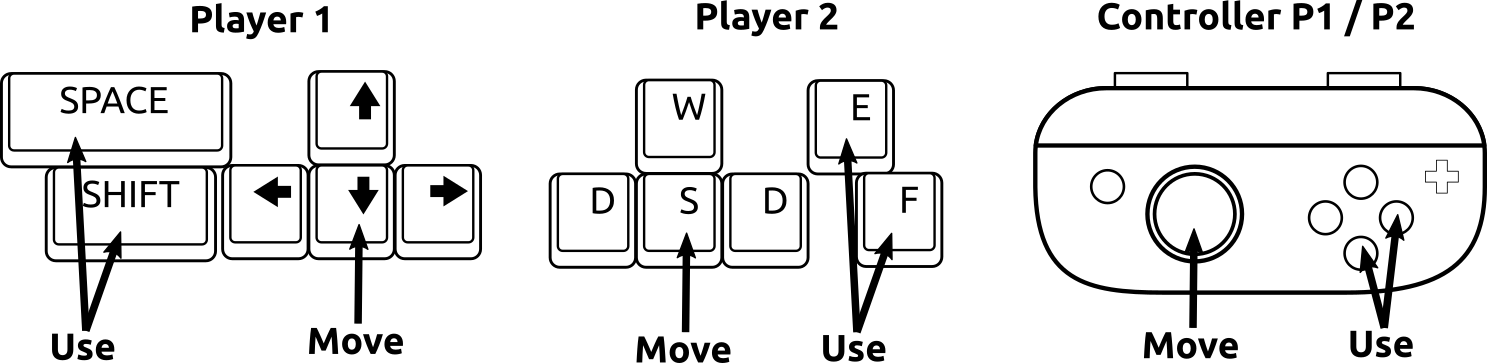 Player 1
SPACE
SHIFT
Use
Move
Player 2
W
E
D S D F
Move
Use
Controller P1 / P2
Move
Use